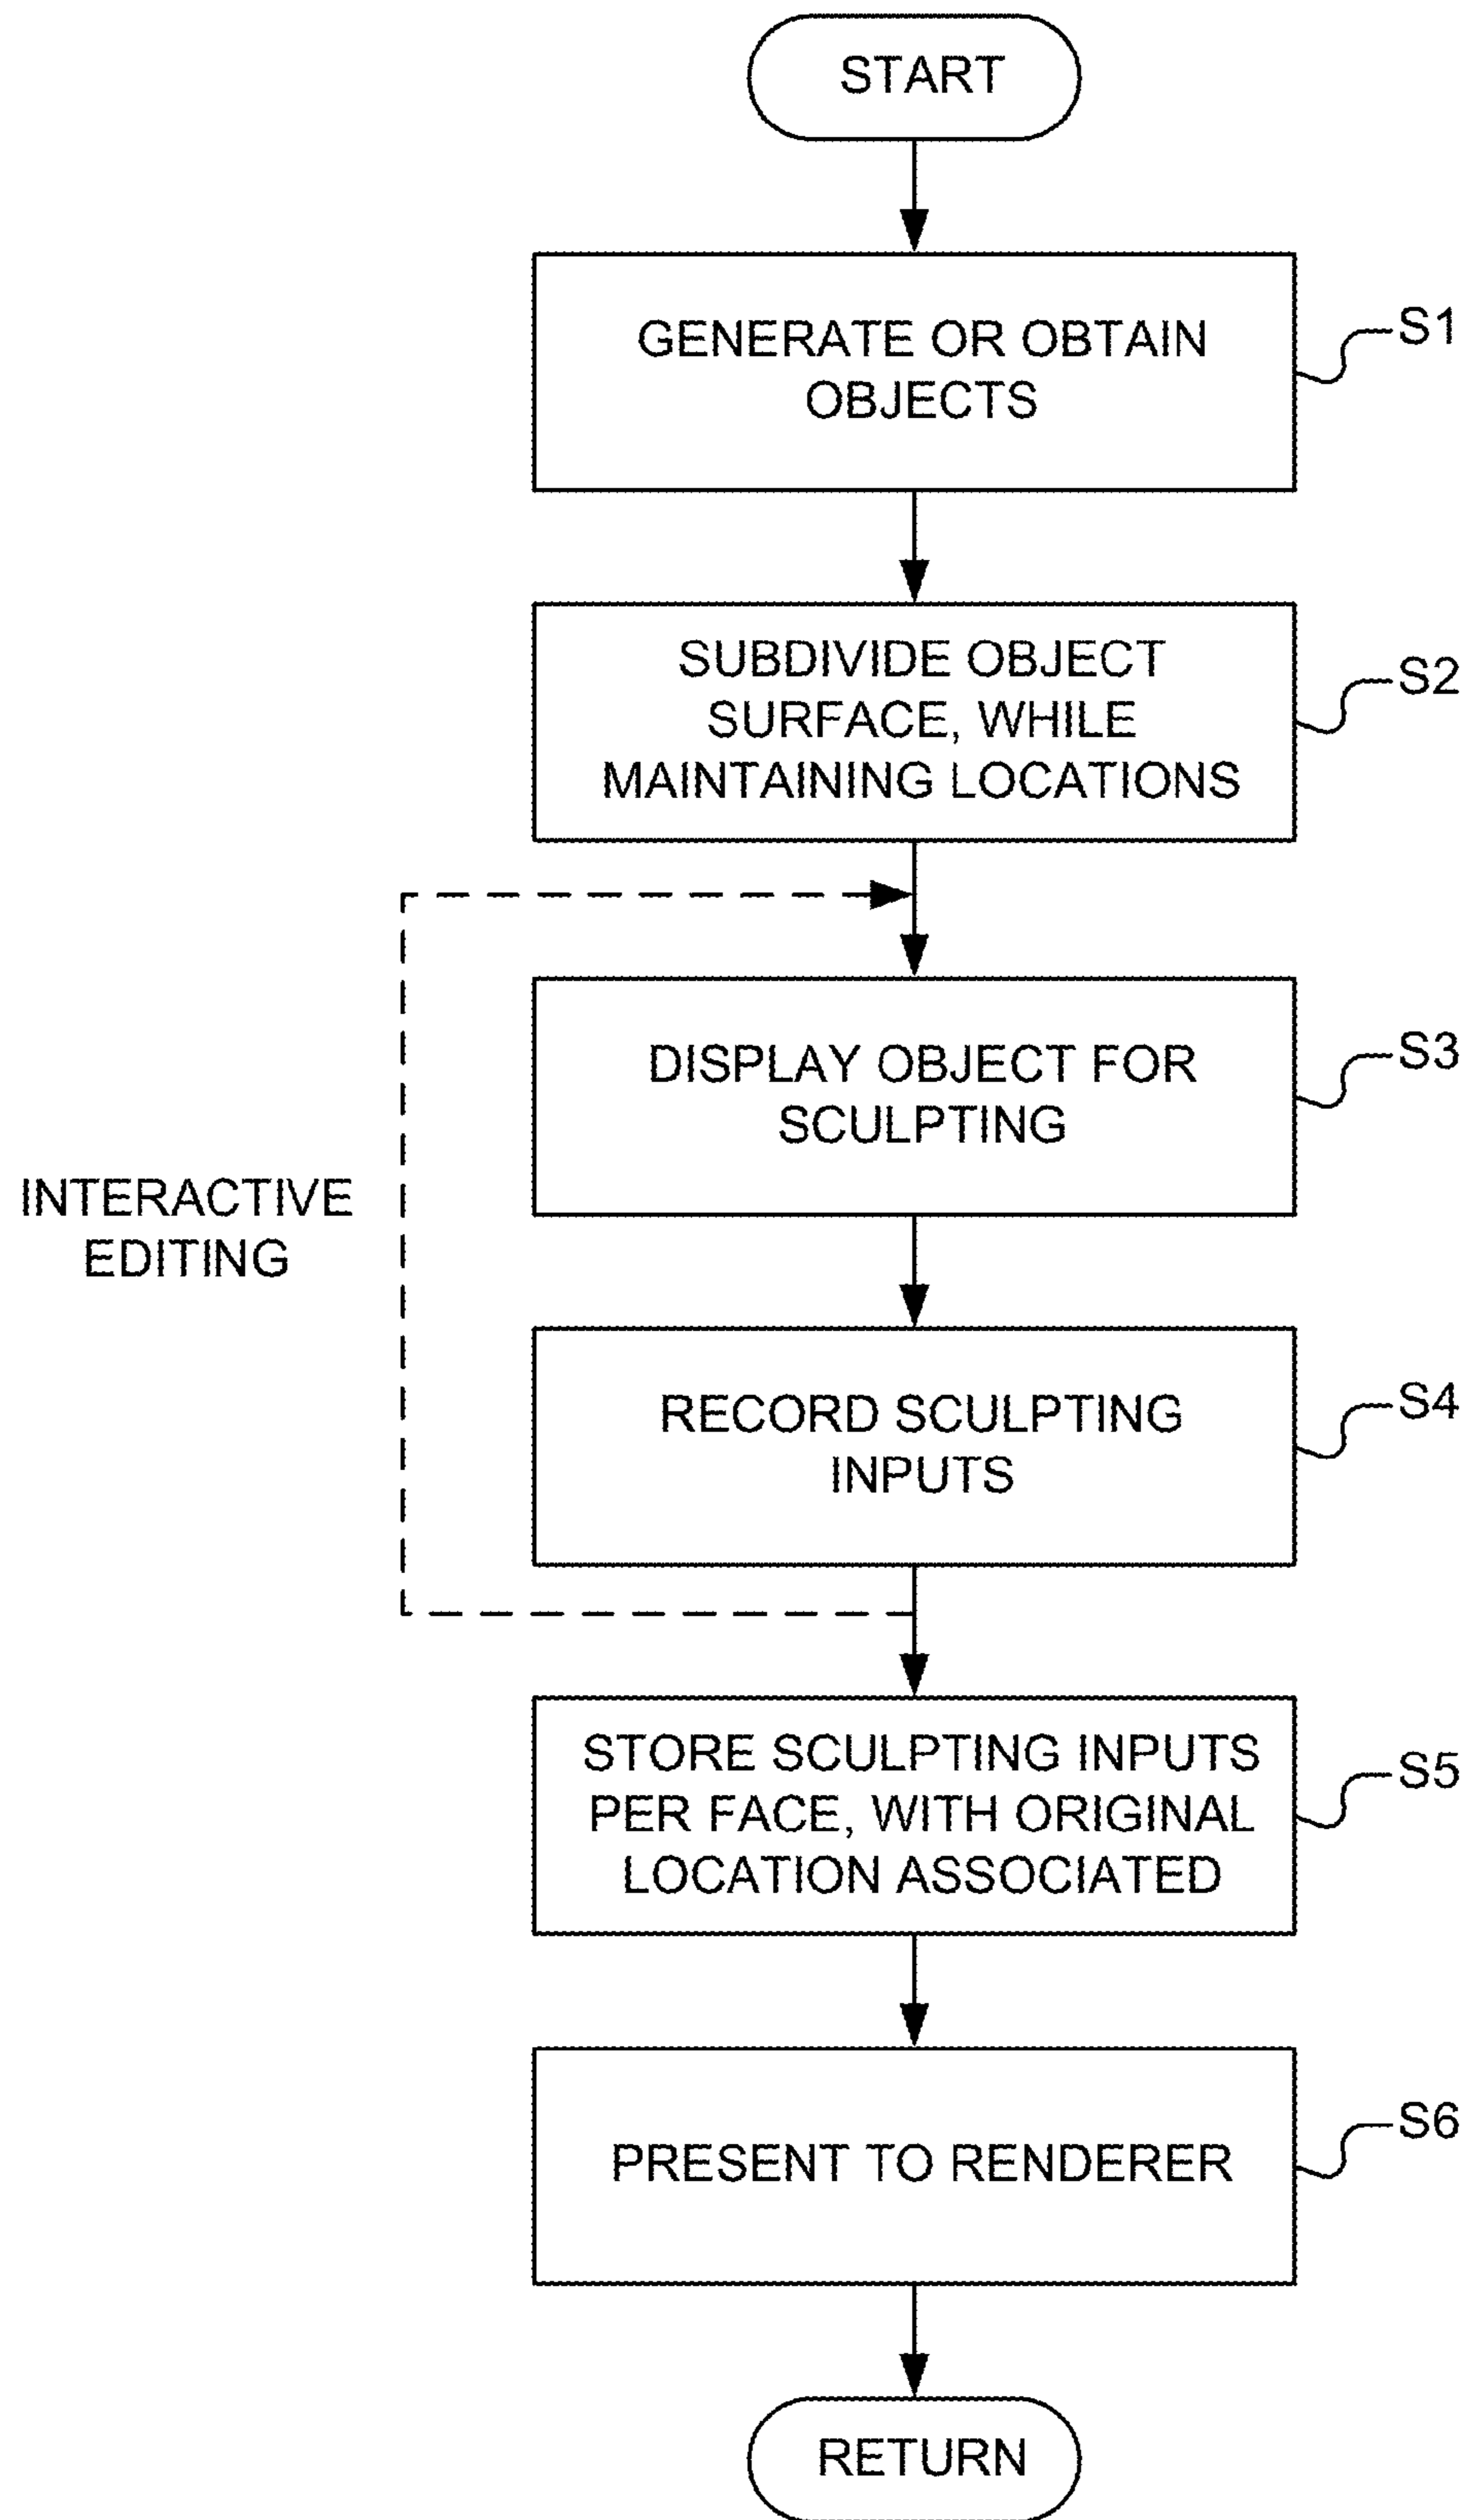 START
GENERATE OR OBTAIN
OBJECTS
S1
SUBDIVIDE OBJECT
SURFACE, WHILE
MAINTAINING LOCATIONS
S2
DISPLAY OBJECT FOR
SCULPTING
S3
INTERACTIVE
EDITING
RECORD SCULPTING
INPUTS
S4
STORE SCULPTING INPUTS
PER FACE, WITH ORIGINAL
LOCATION ASSOCIATED
S5
PRESENT TO RENDERER
S6
RETURN